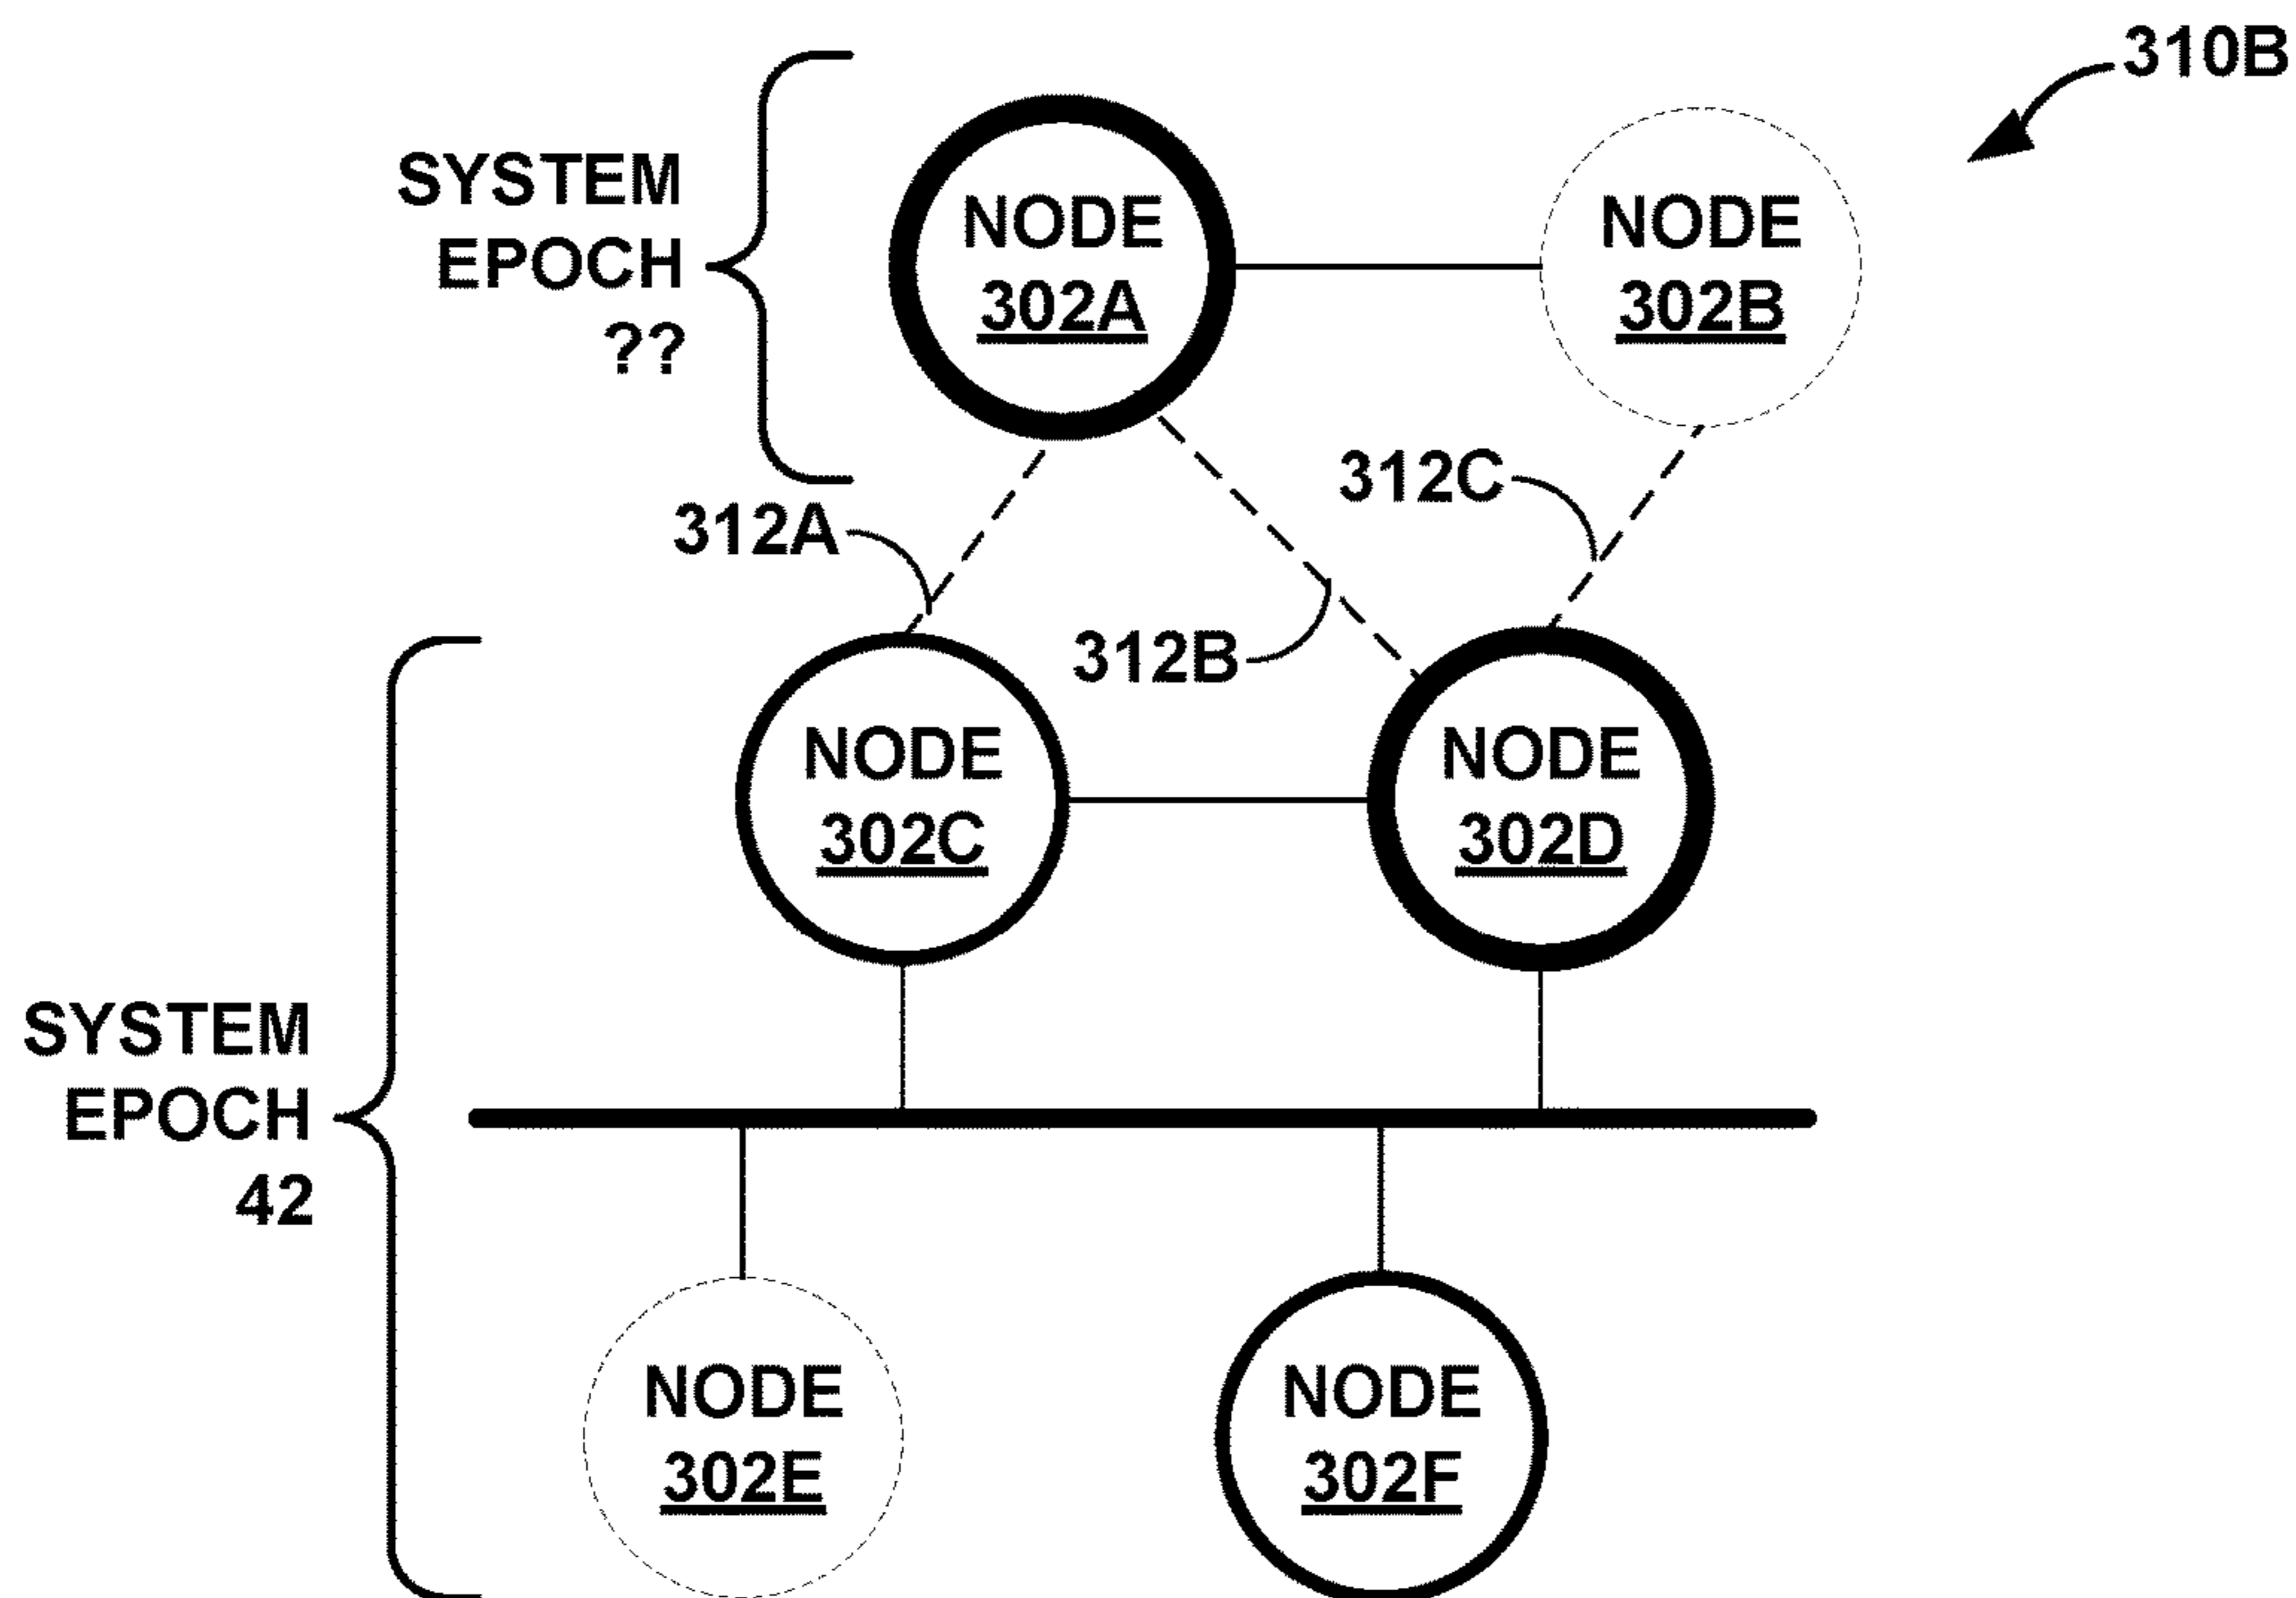 310B
SYSTEM
EPOCH
??
NODE
302A
NODE
302B
312A
312B
312C
NODE
302C
NODE
302D
SYSTEM
EPOCH
42
NODE
302E
NODE
302F